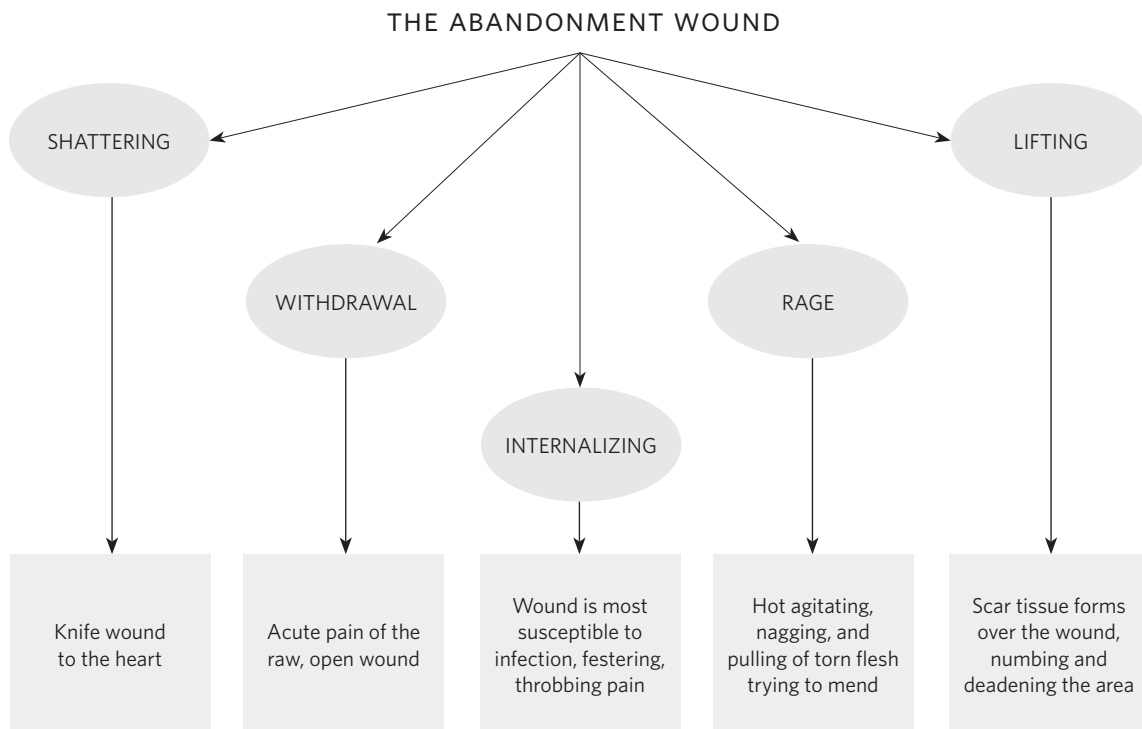 THE ABANDONMENT WOUND
SHATTERING
LIFTING
WITHDRAWAL
RAGE
INTERNALIZING
Knife wound
to the heart
Acute pain of the
raw, open wound
Wound is most
susceptible to
infection, festering,
throbbing pain
Hot agitating,
nagging, and
pulling of torn flesh
trying to mend
Scar tissue forms
over the wound,
numbing and
deadening the area